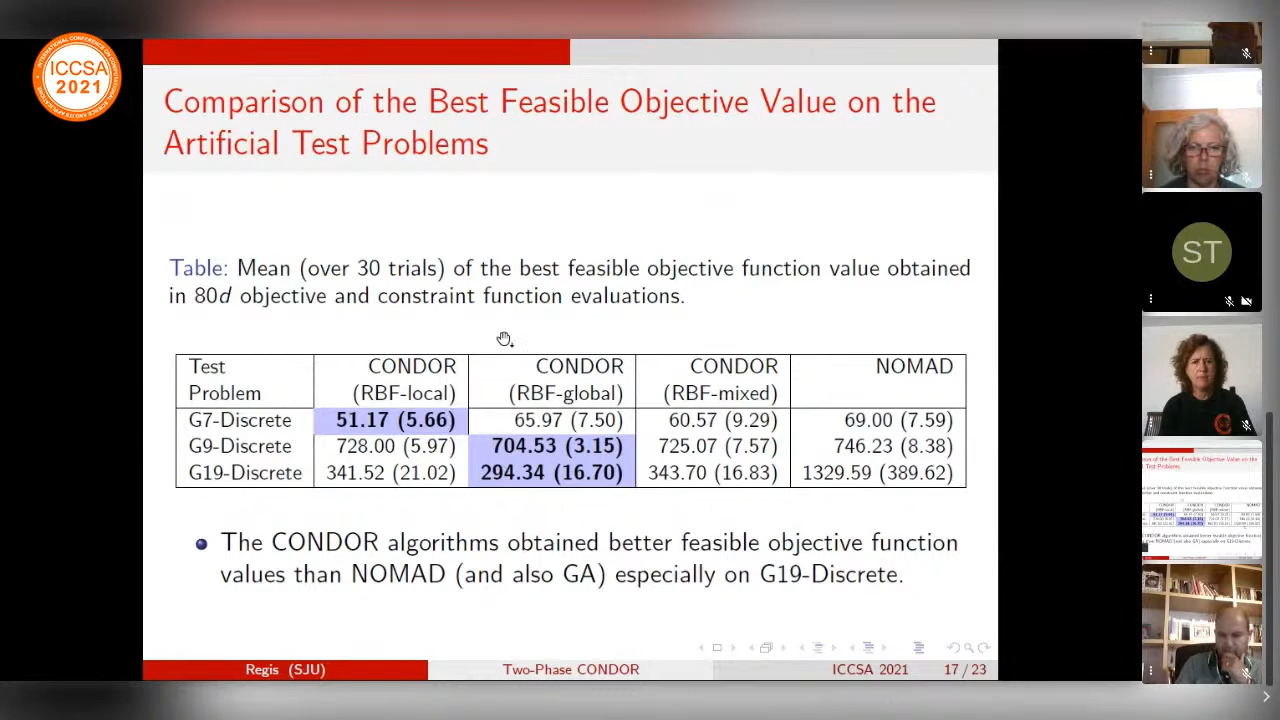 ICCSA
2021
Comparison of the Best Feasible Objective Value on the
Artificial Test Problems
Table: Mean (over 30 trials) of the best feasible objective function value obtained
in 80d objective and constraint function evaluations.
Test Problem CONDOR (RBF-local) CONDOR (RBF-global) CONDOR (RBF-mixed) NOMAD
G7-Discrete 51.17 (5.66) 65.97 (7.50) 60.57 (9.29) 69.00 (7.59)
G9-Discrete 728.00 (5.97) 704.53 (3.15) 725.07 (7.57) 746.23 (8.38)
G19-Discrete 341.52 (21.02) 294.34 (16.70) 343.70 (16.83) 1329.59 (389.62)
The CONDOR algorithms obtained better feasible objective function
values than NOMAD (and also GA) especially on G19-Discrete.
Regis (SJU) Two-Phase CONDOR ICCSA 2021 17 / 23
ST